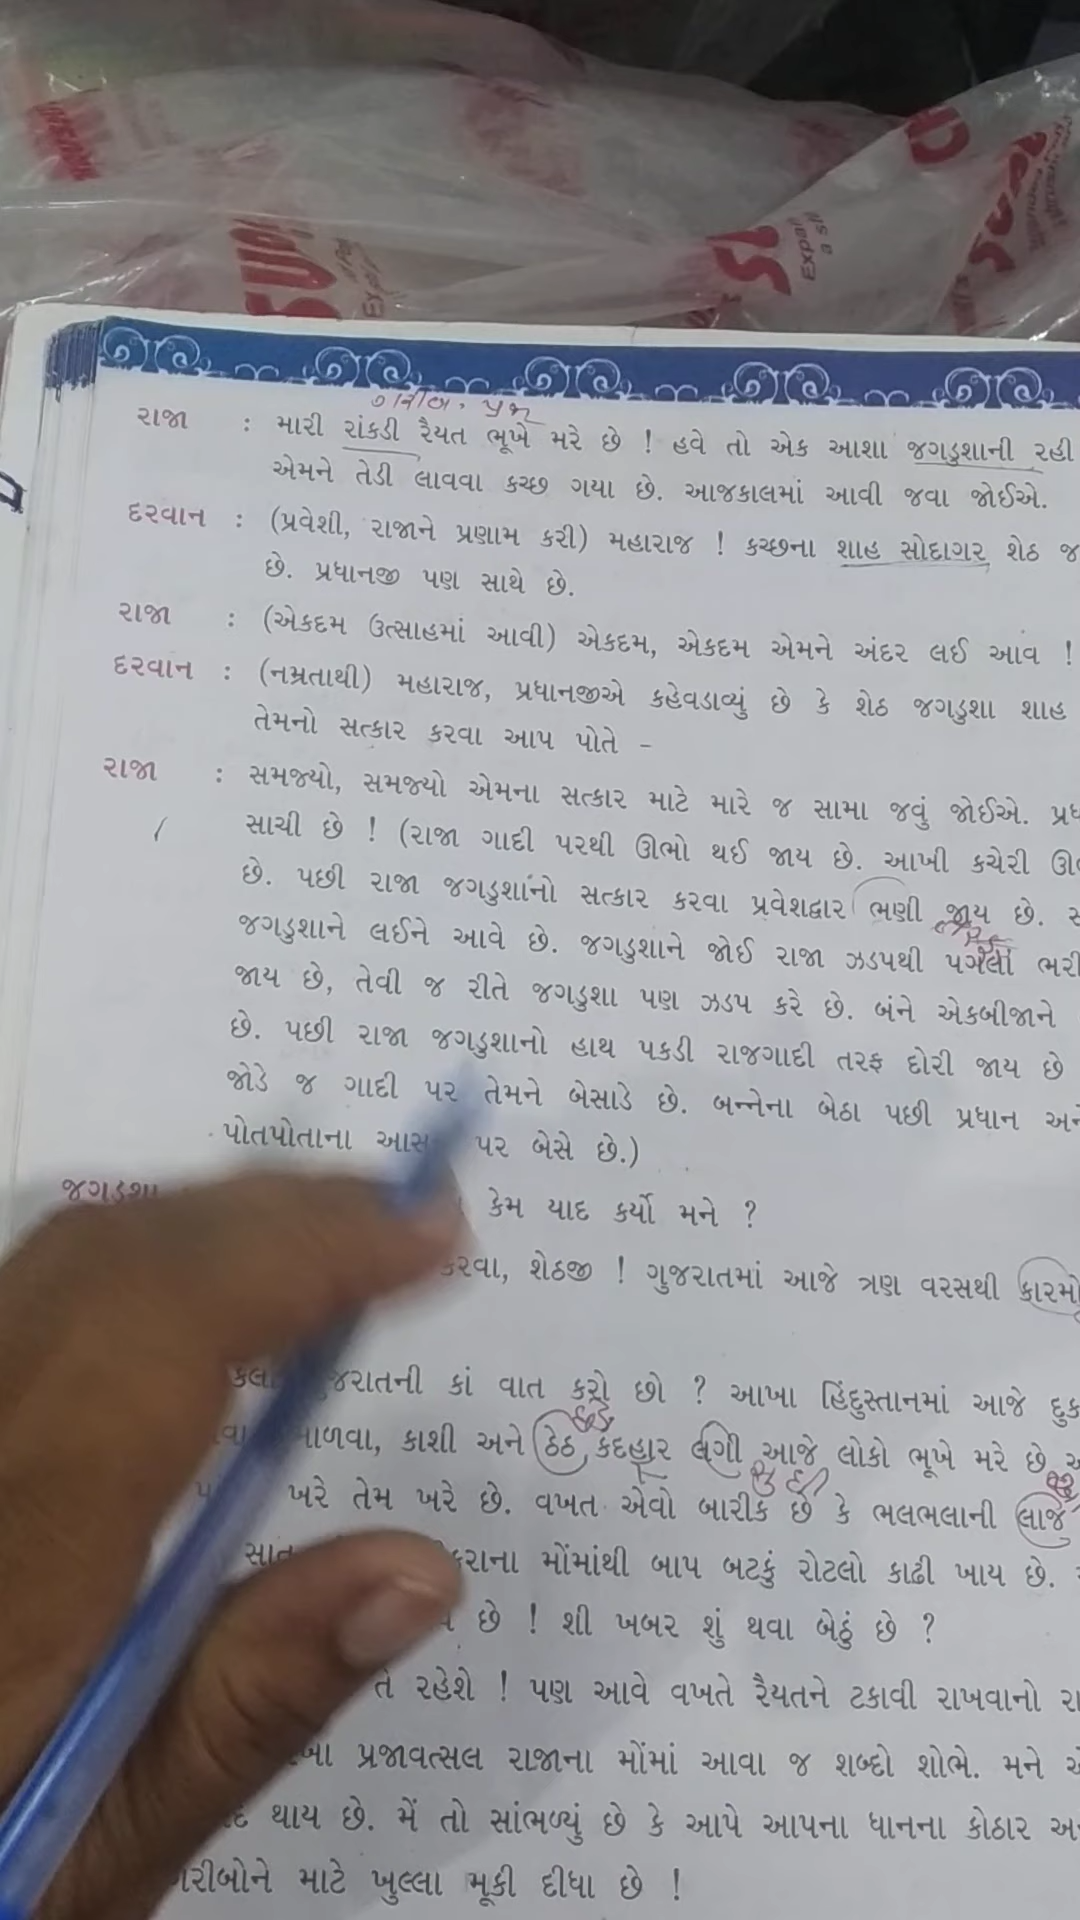 ગરીબ. પ્રજા
રાજા : મારી રાંકડી રૈયત ભૂખે મરે છે ! હવે તો એક આશા જગડુશાની રહી
એમને તેડી લાવવા કચ્છ ગયા છે. આજકાલમાં આવી જવા જોઈએ.
દરવાન : (પ્રવેશી, રાજાને પ્રણામ કરી) મહારાજ ! કચ્છના શાહ સોદાગર શેઠ
છે. પ્રધાનજી પણ સાથે છે.
રાજા : (એકદમ ઉત્સાહમાં આવી) એકદમ, એકદમ એમને અંદર લઈ આવ !
દરવાન : (નમ્રતાથી) મહારાજ, પ્રધાનજીએ કહેવડાવ્યું છે કે શેઠ જગડુશા શાહ
તેમનો સત્કાર કરવા આપ પોતે –
રાજા : સમજ્યો, સમજ્યો એમના સત્કાર માટે મારે જ સામા જવું જોઈએ.
સાચી છે ! (રાજા ગાદી પરથી ઊભો થઈ જાય છે. આખી કચેરી
છે. પછી રાજા જગડુશાનો સત્કાર કરવા પ્રવેશદ્વાર ભણી જાય છે.
તરફ
જગડુશાને લઈને આવે છે. જગડુશાને જોઈ રાજા ઝડપથી પગલાં ભરી
જાય છે, તેવી જ રીતે જગડુશા પણ ઝડપ કરે છે. બંને એકબીજાને
છે. પછી રાજા જગડુશાનો હાથ પકડી રાજગાદી તરફ દોરી જાય છે
જોડે જ ગાદી પર તેમને બેસાડે છે. બન્નેના બેઠા પછી પ્રધાન
પોતપોતાના પર બેસે છે.)
જગડુશા કેમ યાદ કર્યો મને ?
કરવા, શેઠજી ! ગુજરાતમાં આજે ત્રણ વરસથી
ગુજરાતની કાં વાત કરો છો ? આખા હિંદુસ્તાનમાં આજે
માળવા, કાશી અને ઠેઠ કંદહાર લગી આજે લોકો ભૂખે મરે છે
સુધી
ખરે તેમ ખરે છે. વખત એવો બારીક છે કે ભલભલાની લાજ
મોંમાંથી બાપ બટકું રોટલો કાઢી ખાય છે.
છે ! શી ખબર શું થવા બેઠું છે ?
તે રહેશે ! પણ આવે વખતે રૈયતને ટકાવી રાખવાનો
પ્રજાવત્સલ રાજાના મોંમાં આવા જ શબ્દો શોભે. મને
થાય છે. મેં તો સાંભળ્યું છે કે આપે આપના ધાનના કોઠાર
ગરીબોને માટે ખુલ્લા મૂકી દીધા છે !